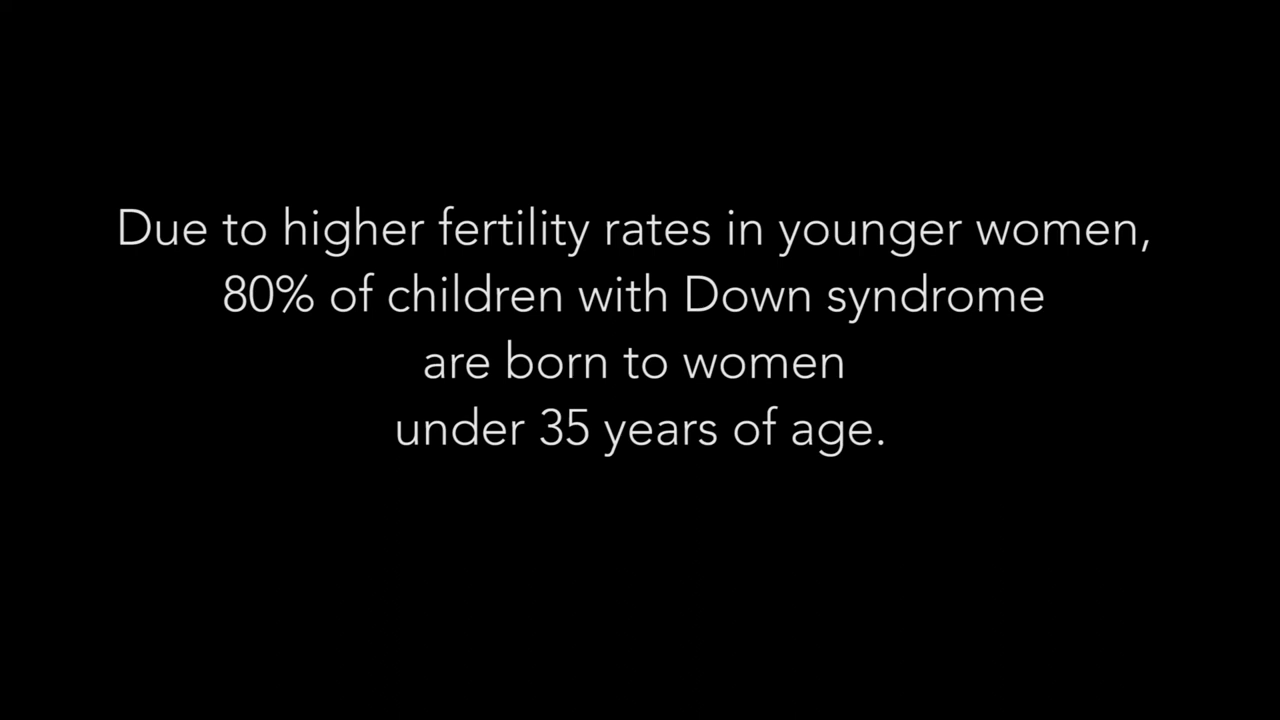 Due to higher fertility rates in younger women,
80% of children with Down syndrome
are born to women
under 35 years of age.